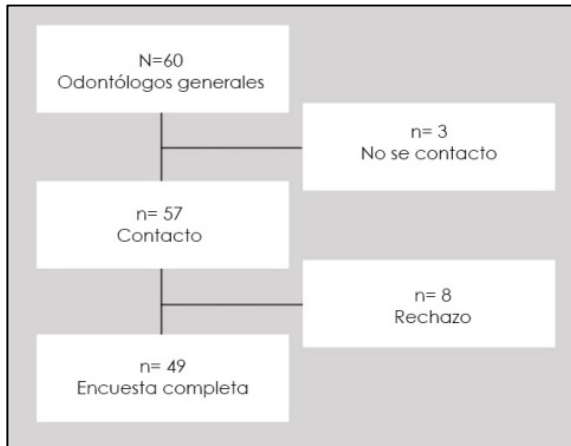 N=60
Odontólogos generales
n= 3
No se contacto
n= 57
Contacto
n= 8
Rechazo
n= 49
Encuesta completa